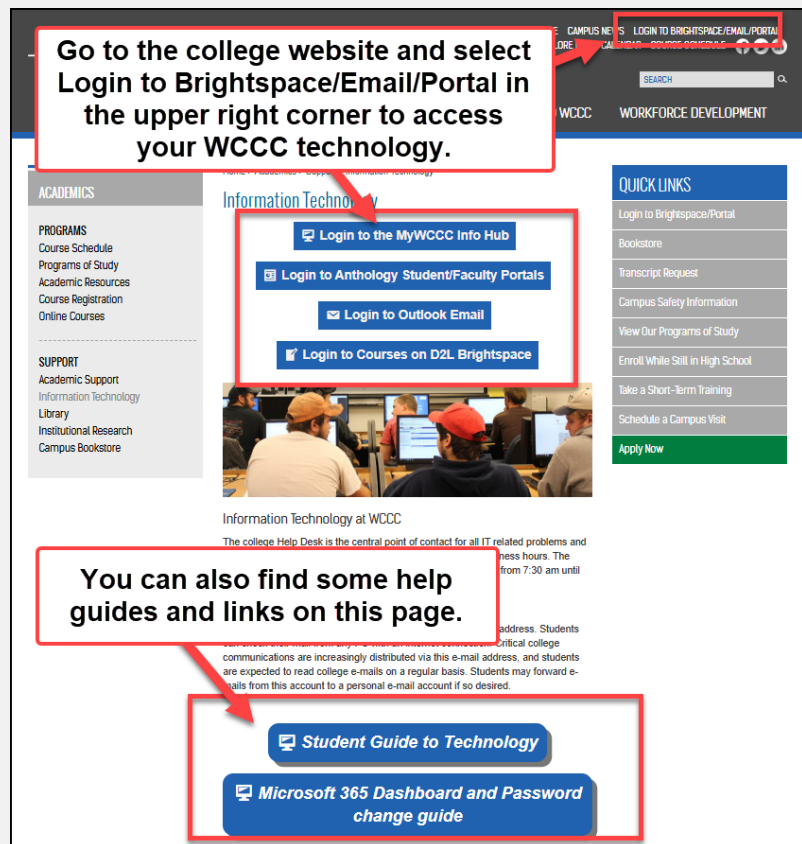 CAMPUS NEWS LOGIN TO BRIGHTSPACE/EMAIL/PORTAL
CALENDAR COURSE SCHEDULE
SEARCH
WCCC WORKFORCE DEVELOPMENT
Go to the college website and select
Login to Brightspace/Email/Portal in
the upper right corner to access
your WCCC technology.
ACADEMICS
PROGRAMS
Course Schedule
Programs of Study
Academic Resources
Course Registration
Online Courses
SUPPORT
Academic Support
Information Technology
Library
Institutional Research
Campus Bookstore
Information Technology
Login to the MyWCCC Info Hub
Login to Anthology Student/Faculty Portals
Login to Outlook Email
Login to Courses on D2L Brightspace
QUICK LINKS
Login to Brightspace/Portal
Bookstore
Transcript Request
Campus Safety Information
View Our Programs of Study
Enroll While Still in High School
Take a Short-Term Training
Schedule a Campus Visit
Apply Now
Information Technology at WCCC
The college Help Desk is the central point of contact for all IT related problems and
hours. The
from 7:30 am until
You can also find some help
guides and links on this page.
address. Students
Critical college
communications are increasingly distributed via this e-mail address, and students
are expected to read college e-mails on a regular basis. Students may forward e-
mails from this account to a personal e-mail account if so desired.
Student Guide to Technology
Microsoft 365 Dashboard and Password
change guide